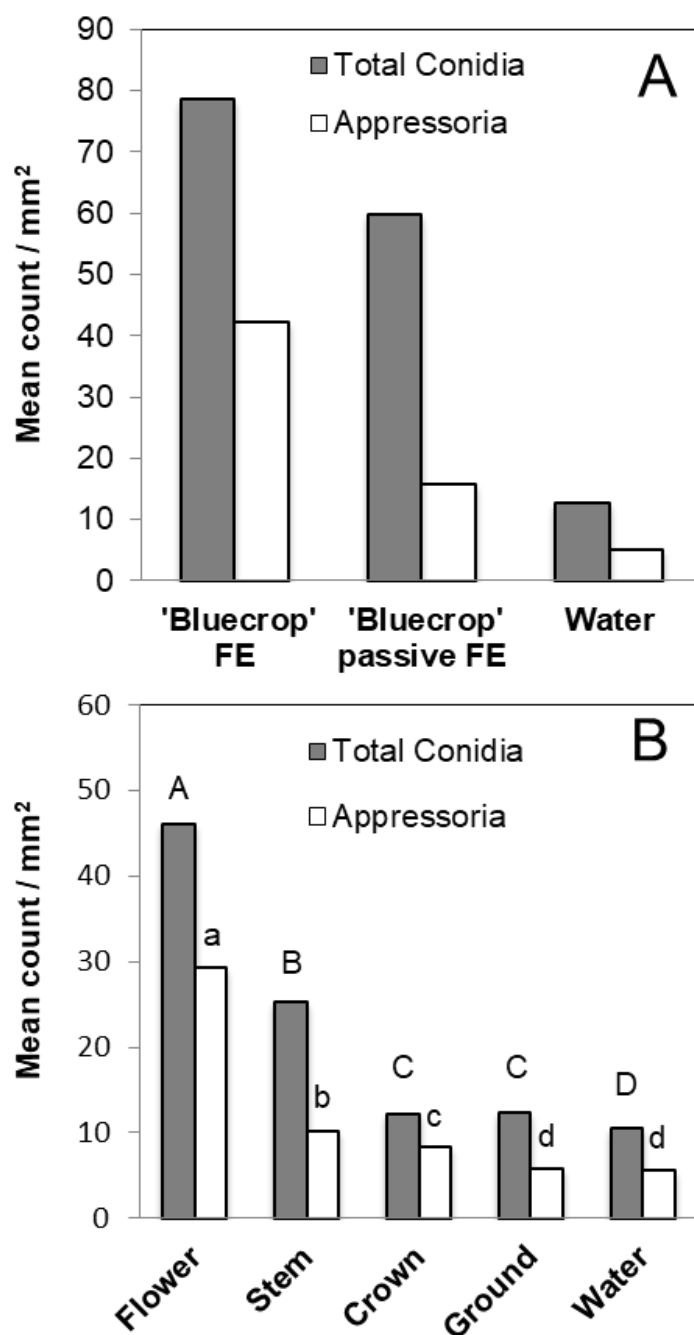 A
Total Conidia
Appressoria
Mean count / mm²
90
80
70
60
50
40
30
20
10
0
'Bluecrop' FE
'Bluecrop' passive FE
Water
B
Total Conidia
Appressoria
Mean count / mm²
60
50
40
30
20
10
0
A
a
B
b
C
c
C
d
D
d
Flower
Stem
Crown
Ground
Water